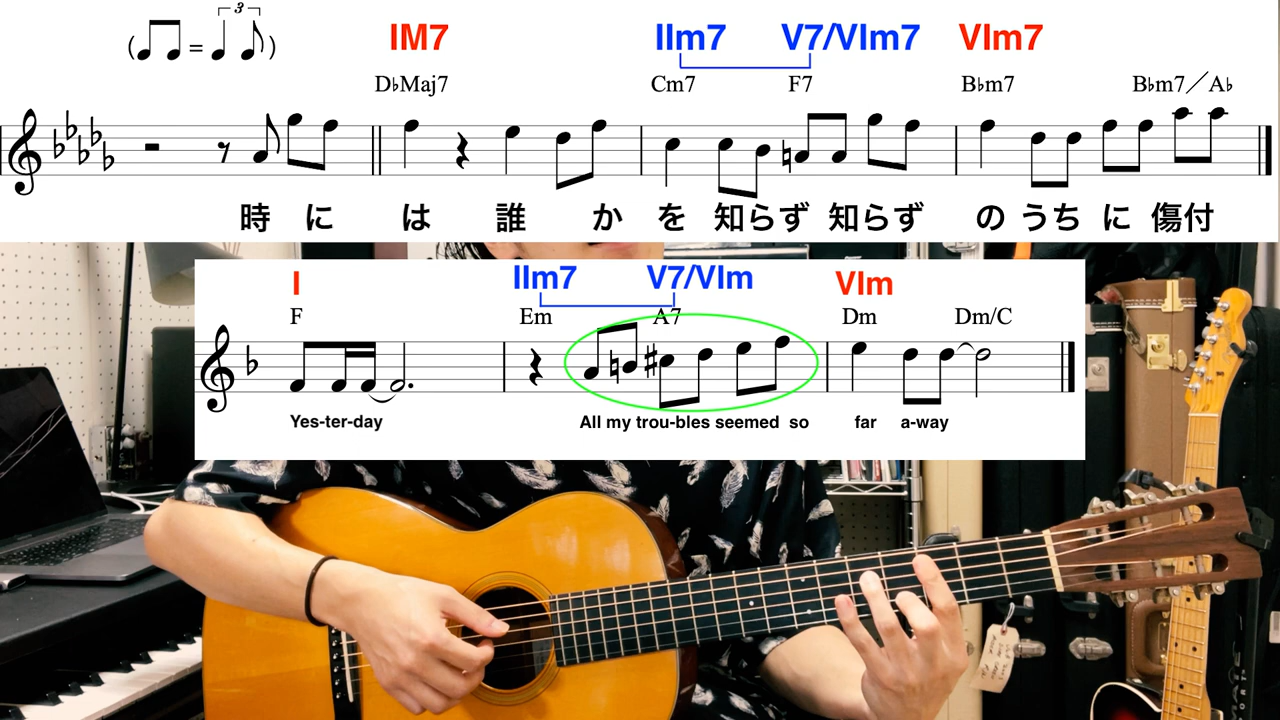 (♫ = 3)
IM7 IIm7 V7/VIm7 VIm7
D♭Maj7 Cm7 F7 B♭m7 B♭m7/A♭
時 に は 誰 か を 知らず 知らず の うち に 傷付
I IIm7 V7/VIm VIm
F Em A7 Dm Dm/C
Yes-ter-day All my trou-bles seemed so far a-way